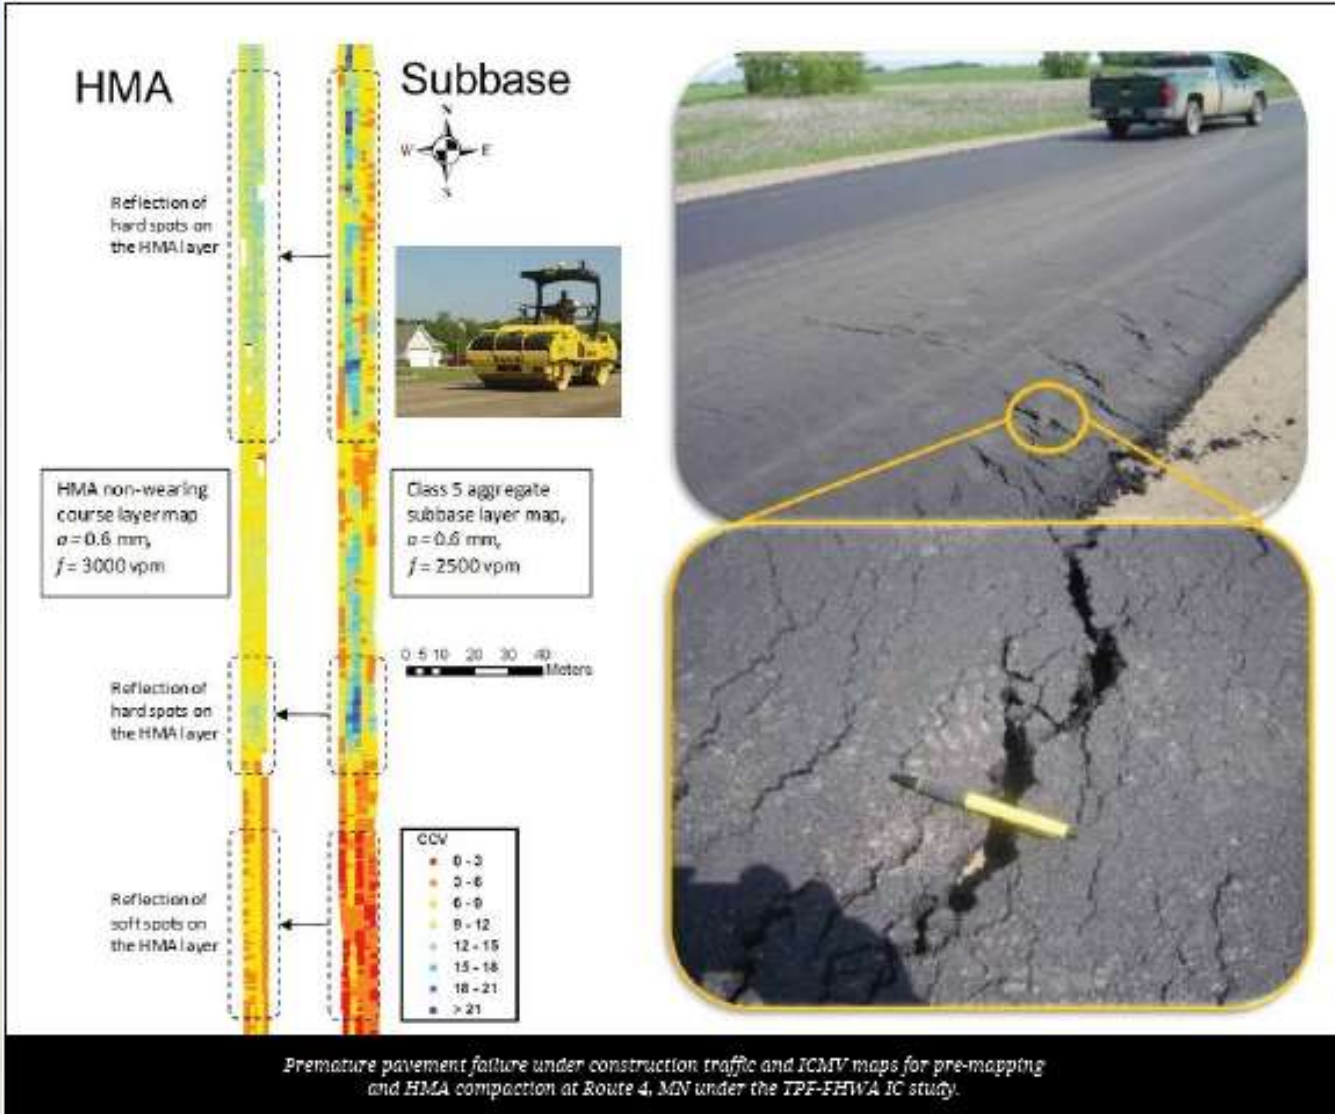 HMA
Subbase
N
W
E
N
Reflection of
hard spots on
the HMA layer
HMA non-wearing
course layer map
a = 0.6 mm,
f = 3000 vpm
Class 5 aggregate
subbase layer map,
a = 0.6 mm,
f = 2500 vpm
0 5 10 20 30 40
Meters
Reflection of
hard spots on
the HMA layer
Reflection of
soft spots on
the HMA layer
CCV
0 - 3
3 - 6
6 - 9
9 - 12
12 - 15
15 - 18
18 - 21
> 21
Premature pavement failure under construction traffic and ICMV maps for pre-mapping
and HMA compaction at Route 4, MN under the TPF-FHWA IC study.